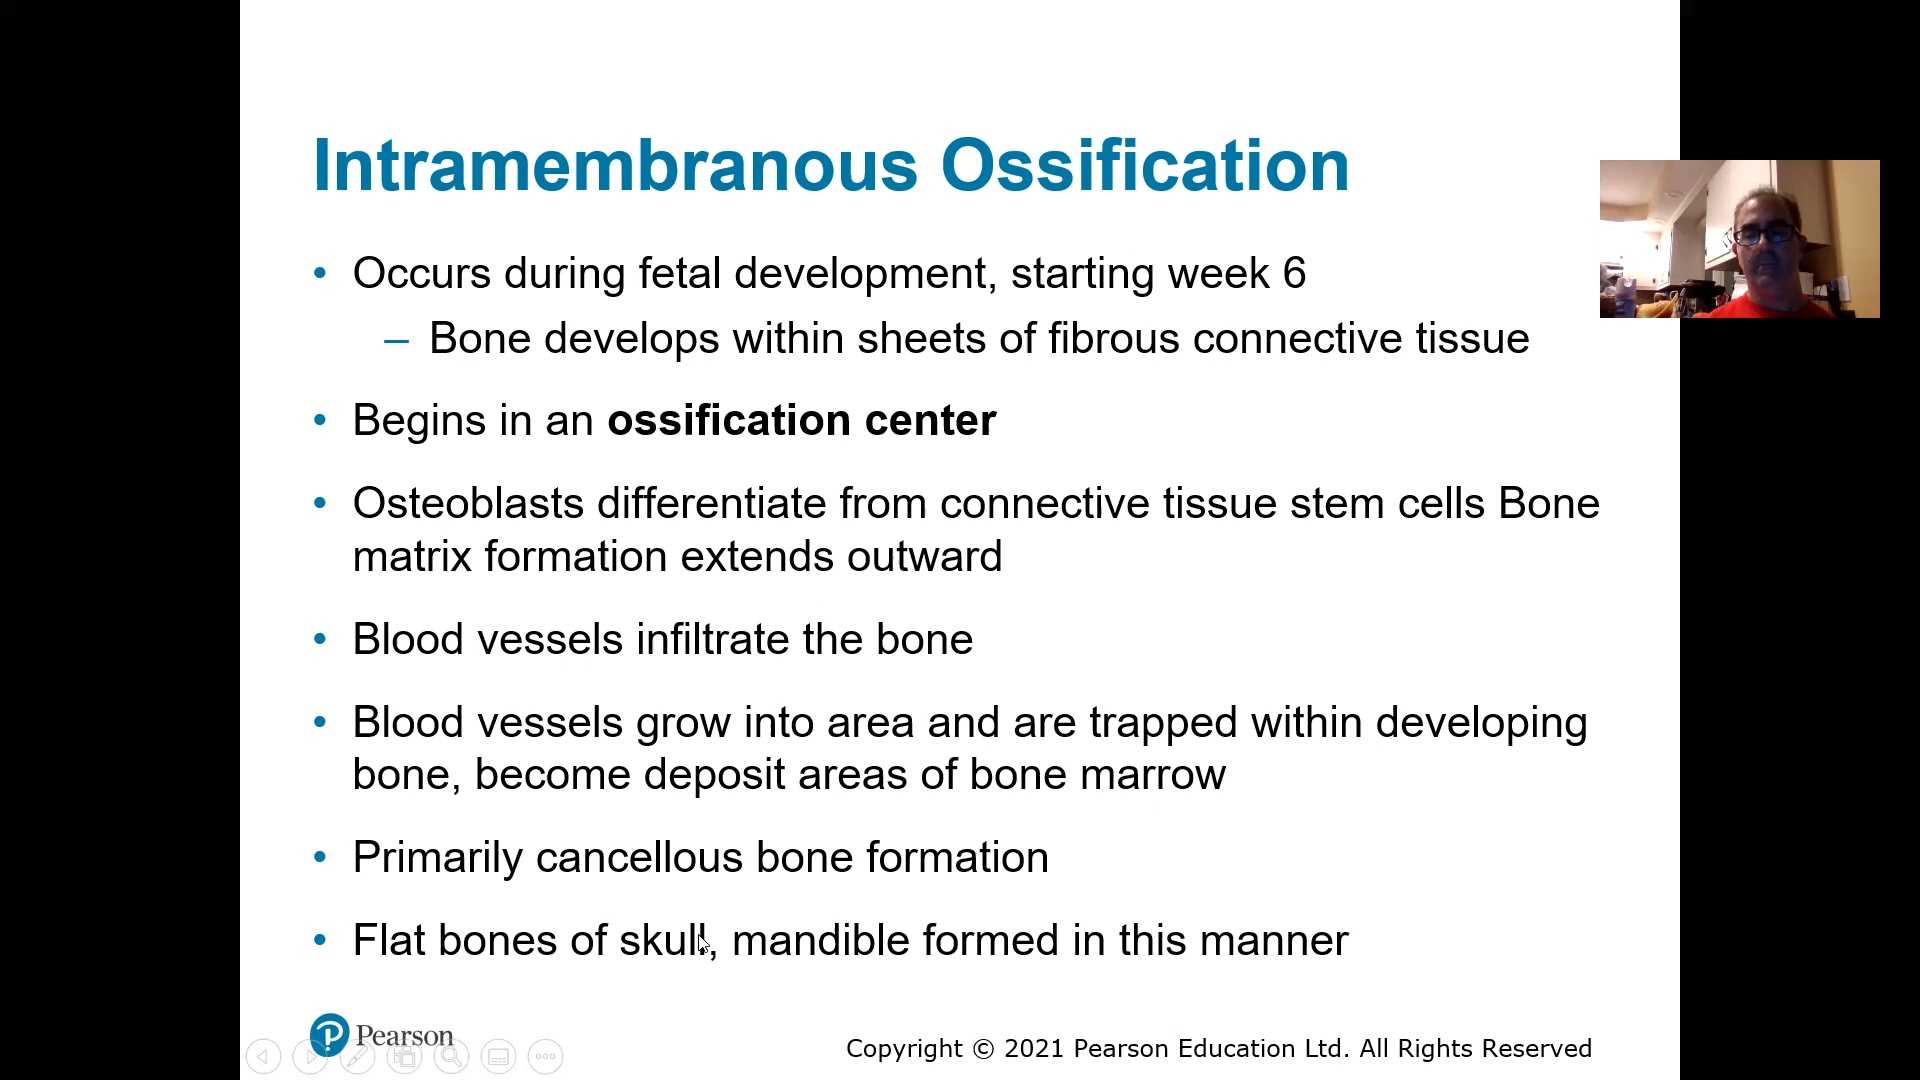 Intramembranous Ossification
• Occurs during fetal development, starting week 6
– Bone develops within sheets of fibrous connective tissue
• Begins in an ossification center
• Osteoblasts differentiate from connective tissue stem cells Bone
matrix formation extends outward
• Blood vessels infiltrate the bone
• Blood vessels grow into area and are trapped within developing
bone, become deposit areas of bone marrow
• Primarily cancellous bone formation
• Flat bones of skull, mandible formed in this manner
Pearson
Copyright © 2021 Pearson Education Ltd. All Rights Reserved